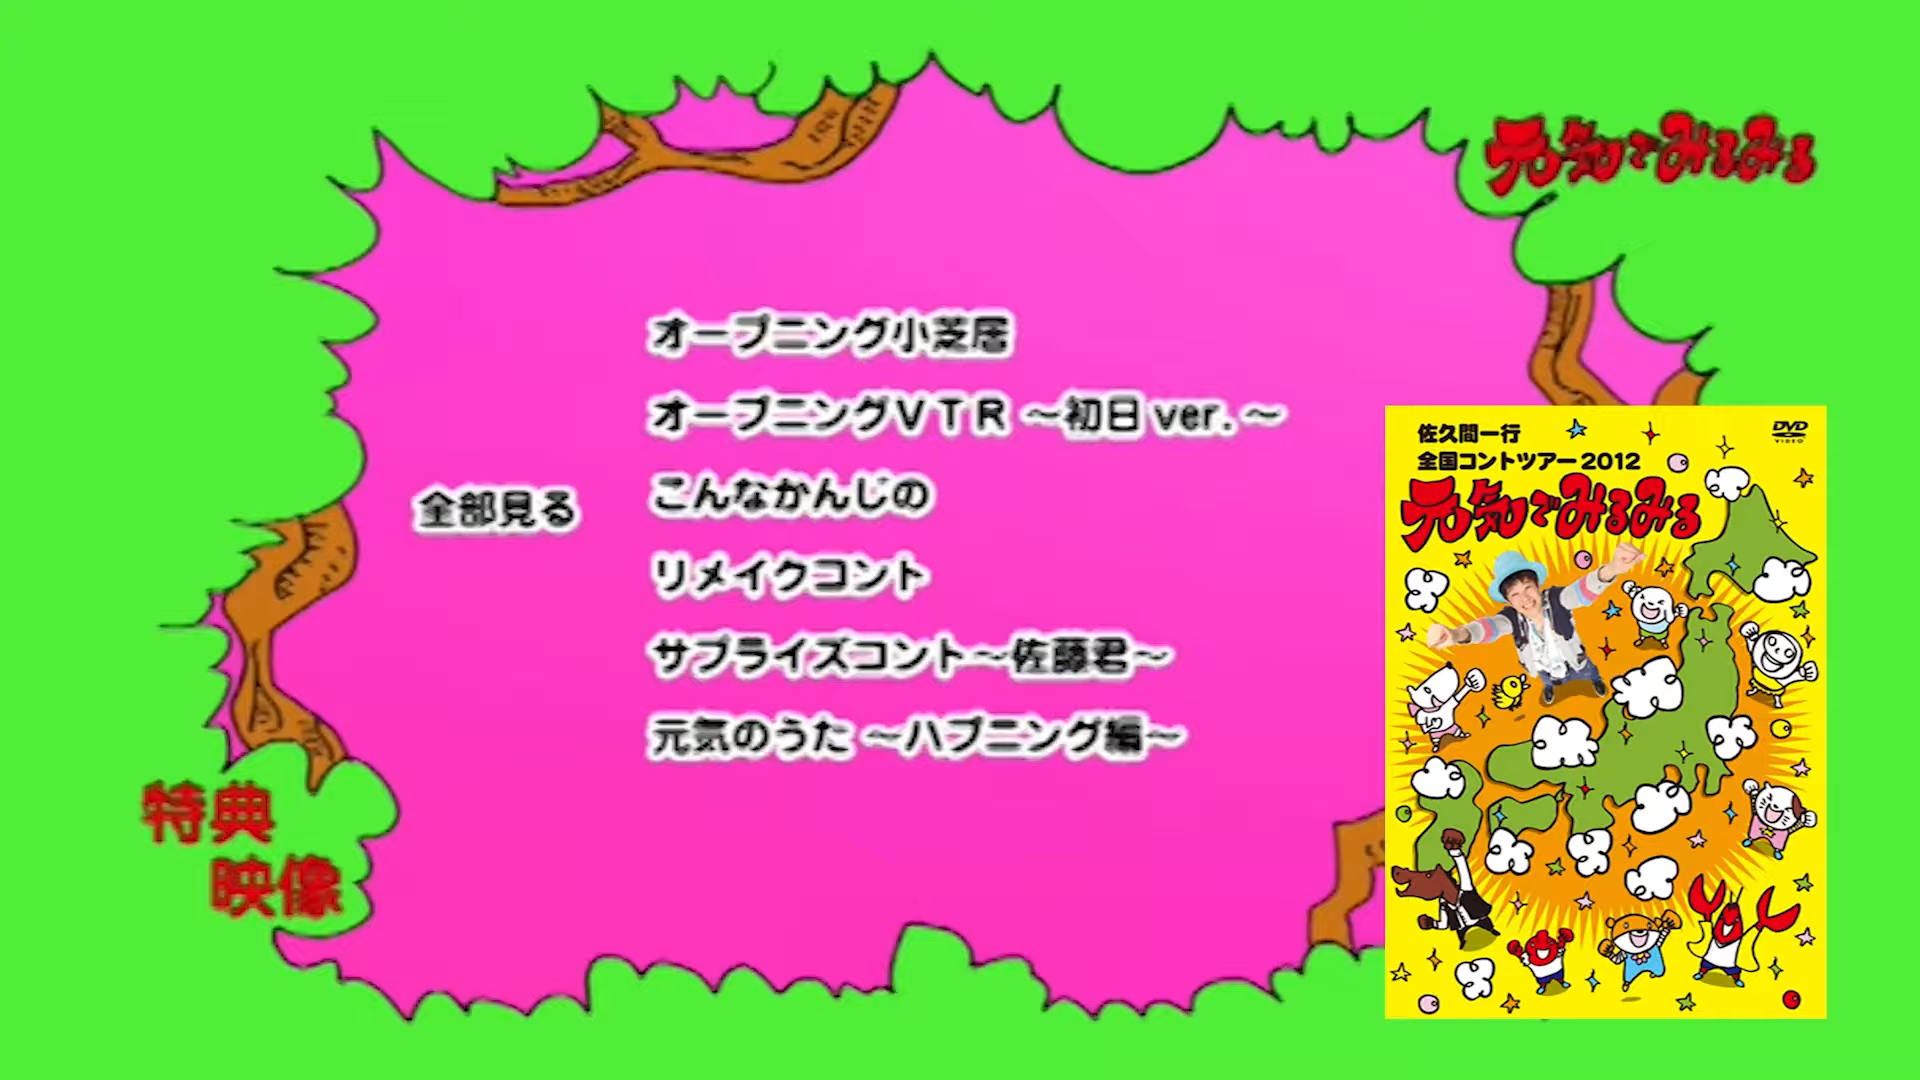 元気でみるみる
オープニング小芝居
オープニングVTR ～初日 ver.～
こんなかんじの
全部見る
リメイクコント
サプライズコント～佐藤君～
元気のうた ～ハプニング編～
特典
映像
佐久間一行
全国コントツアー2012
元気でみるみる
DVD
VIDEO